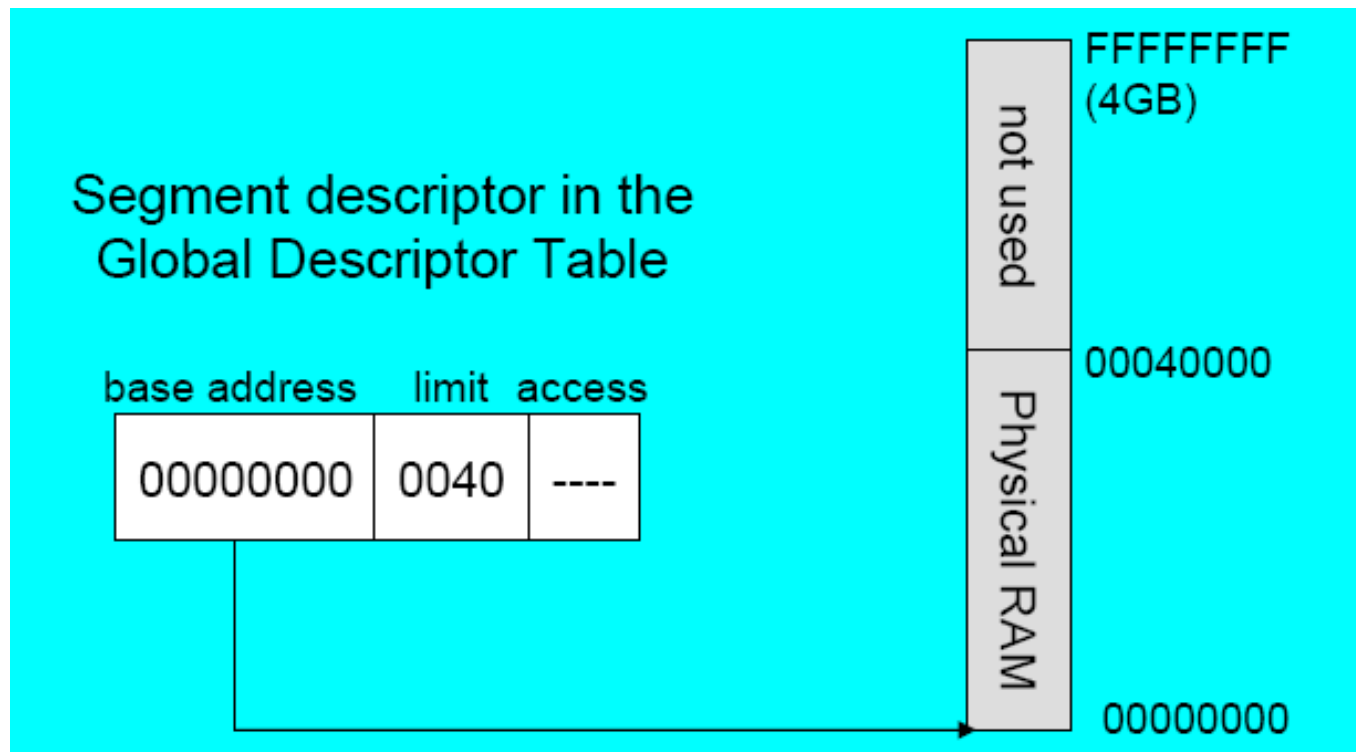 Segment descriptor in the
Global Descriptor Table
base address limit access
00000000 0040 ----
FFFFFFFF
(4GB)
not used
00040000
Physical RAM
00000000